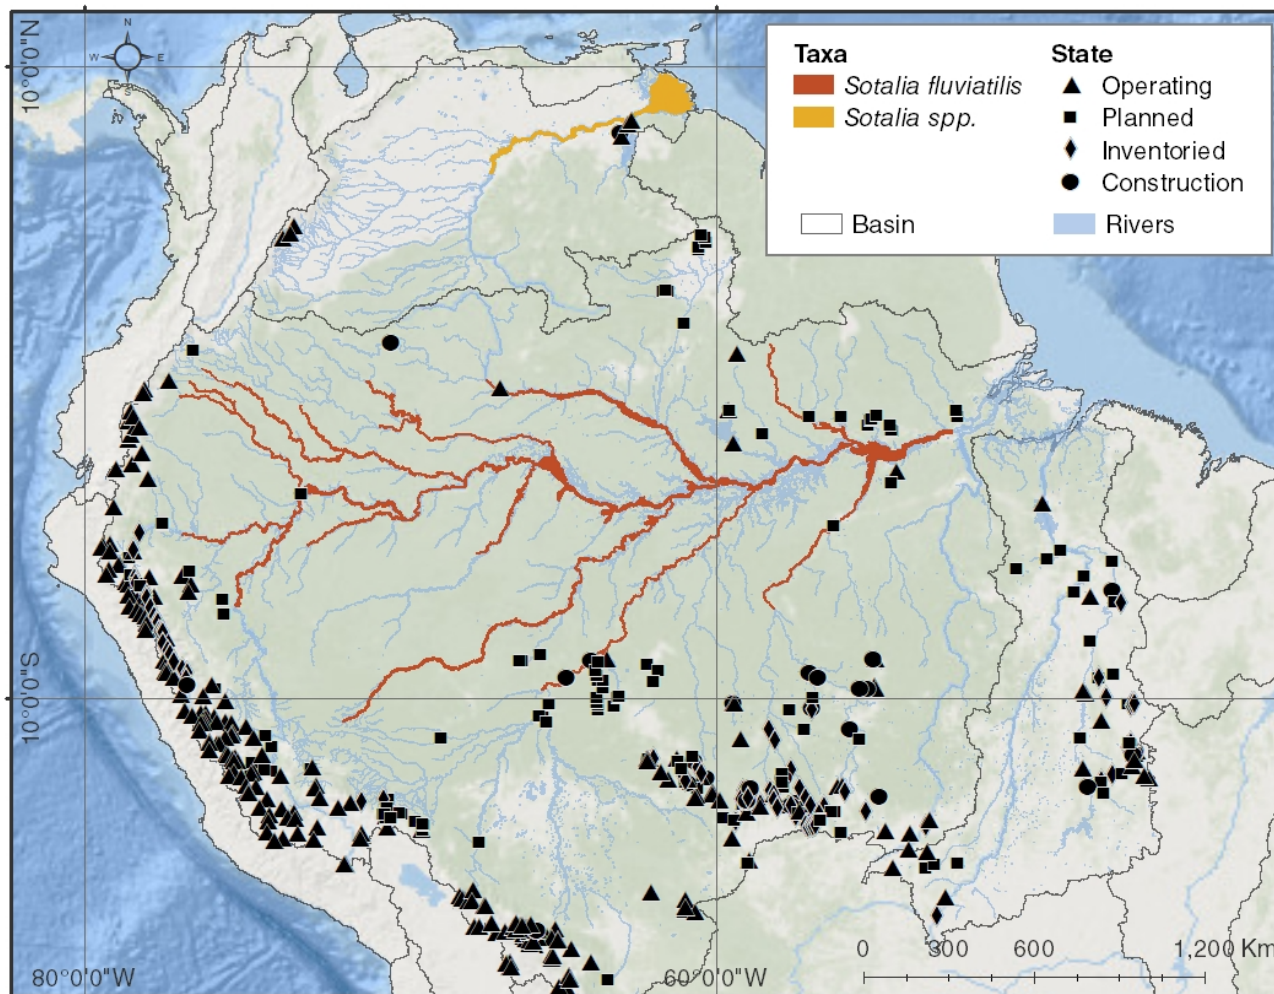 10°0'0"N
N
W
E
S
Taxa
Sotalia fluviatilis
Sotalia spp.
State
Operating
Planned
Inventoried
Construction
Basin
Rivers
10°0'0"S
80°0'0"W
60°0'0"W
0 300 600 1,200 Km